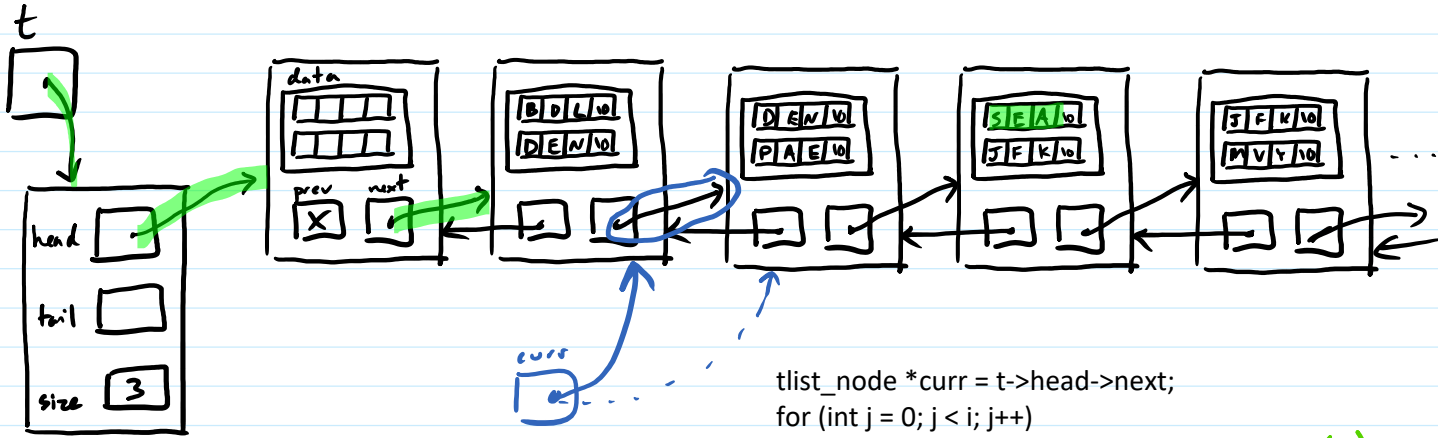 t
data
B D L \0
D E N \0
D E N \0
P A E \0
S E A \0
J F K \0
J F K \0
M V Y \0
....
prev next
X
head
tail
size 3
curr
tlist_node *curr = t->head->next;
for (int j = 0; j < i; j++)